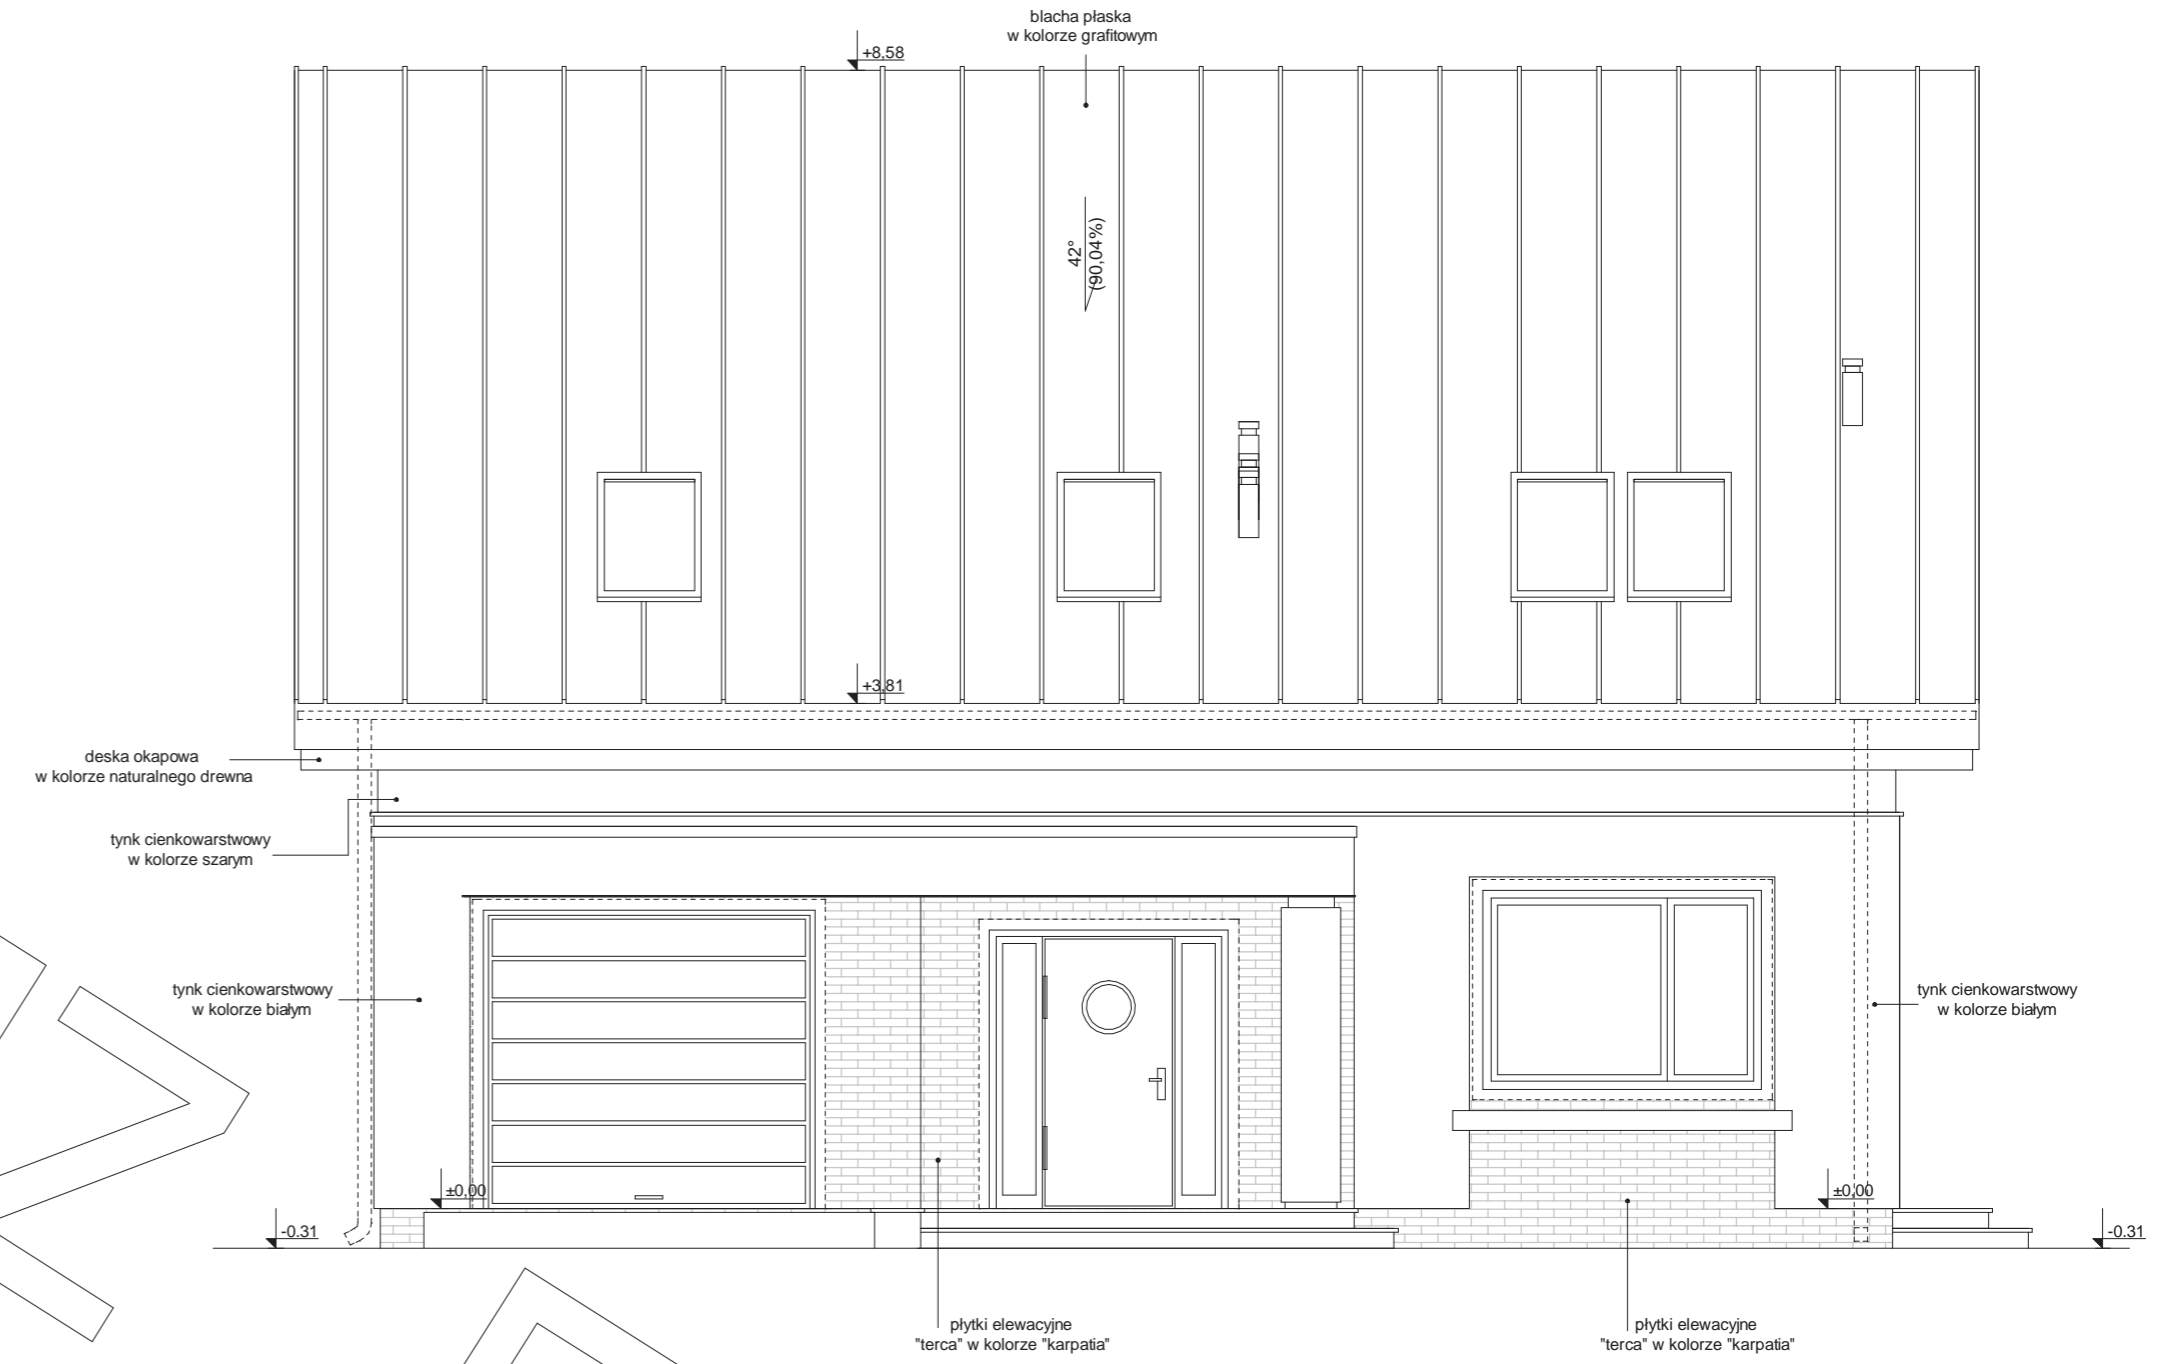 blacha płaska
w kolorze grafitowym
+8,58
42°
(90,04%)
+3,81
deska okapowa
w kolorze naturalnego drewna
tynk cienkowarstwowy
w kolorze szarym
tynk cienkowarstwowy
w kolorze białym
tynk cienkowarstwowy
w kolorze białym
±0,00
±0,00
-0.31
-0.31
płytki elewacyjne
"terca" w kolorze "karpatia"
płytki elewacyjne
"terca" w kolorze "karpatia"